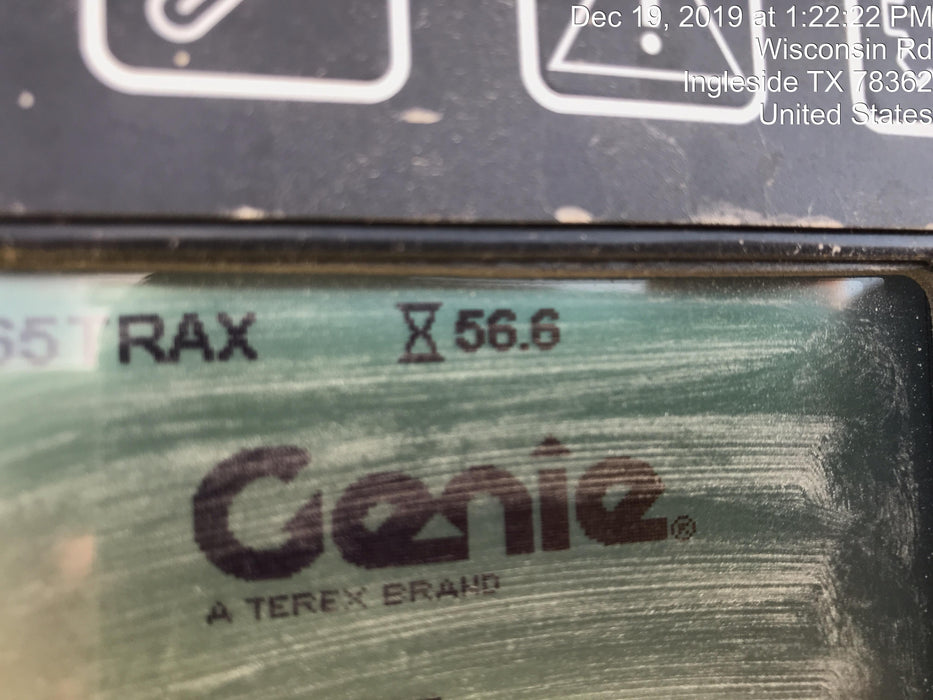 Dec 19, 2019 at 1:22:22 PM
Wisconsin Rd
Ingleside TX 78362
United States
65TRAX 56.6
Genie®
A TEREX BRAND